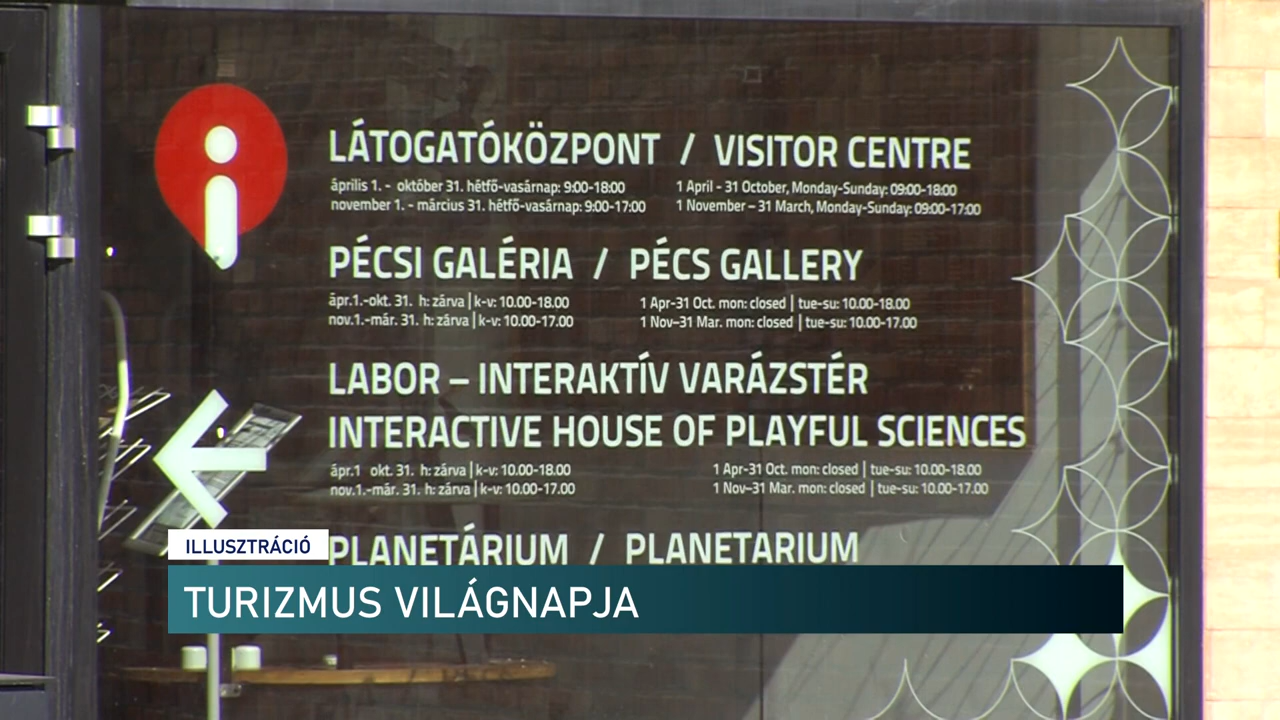 LÁTOGATÓKÖZPONT / VISITOR CENTRE
április 1. - október 31. hétfő-vasárnap: 9:00-18:00 1 April - 31 October, Monday-Sunday: 09:00-18:00
november 1. - március 31. hétfő-vasárnap: 9:00-17:00 1 November – 31 March, Monday-Sunday: 09:00-17:00
PÉCSI GALÉRIA / PÉCS GALLERY
ápr.1.-okt. 31. h: zárva | k-v: 10.00-18.00 1 Apr-31 Oct. mon: closed | tue-su: 10.00-18.00
nov.1.-már. 31. h: zárva | k-v: 10.00-17.00 1 Nov–31 Mar. mon: closed | tue-su: 10.00-17.00
LABOR – INTERAKTÍV VARÁZSTÉR
INTERACTIVE HOUSE OF PLAYFUL SCIENCES
ápr.1 okt. 31. h: zárva | k-v: 10.00-18.00 1 Apr-31 Oct. mon: closed | tue-su: 10.00-18.00
nov.1.-már. 31. h: zárva | k-v: 10.00-17.00 1 Nov–31 Mar. mon: closed | tue-su: 10.00-17.00
PLANETÁRIUM / PLANETARIUM
ILLUSZTRÁCIÓ
TURIZMUS VILÁGNAPJA